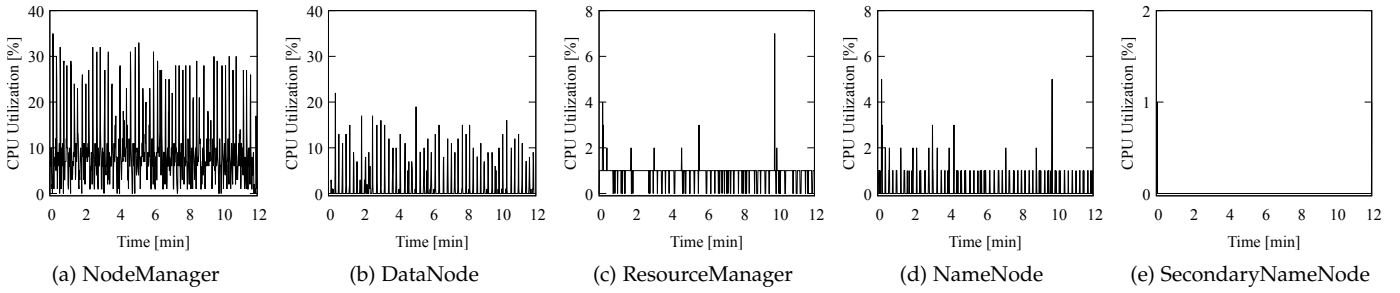 CPU Utilization [%]
40
30
20
10
0
0 2 4 6 8 10 12
Time [min]
(a) NodeManager
CPU Utilization [%]
40
30
20
10
0
0 2 4 6 8 10 12
Time [min]
(b) DataNode
CPU Utilization [%]
8
6
4
2
0
0 2 4 6 8 10 12
Time [min]
(c) ResourceManager
CPU Utilization [%]
8
6
4
2
0
0 2 4 6 8 10 12
Time [min]
(d) NameNode
CPU Utilization [%]
2
1
0
0 2 4 6 8 10 12
Time [min]
(e) SecondaryNameNode